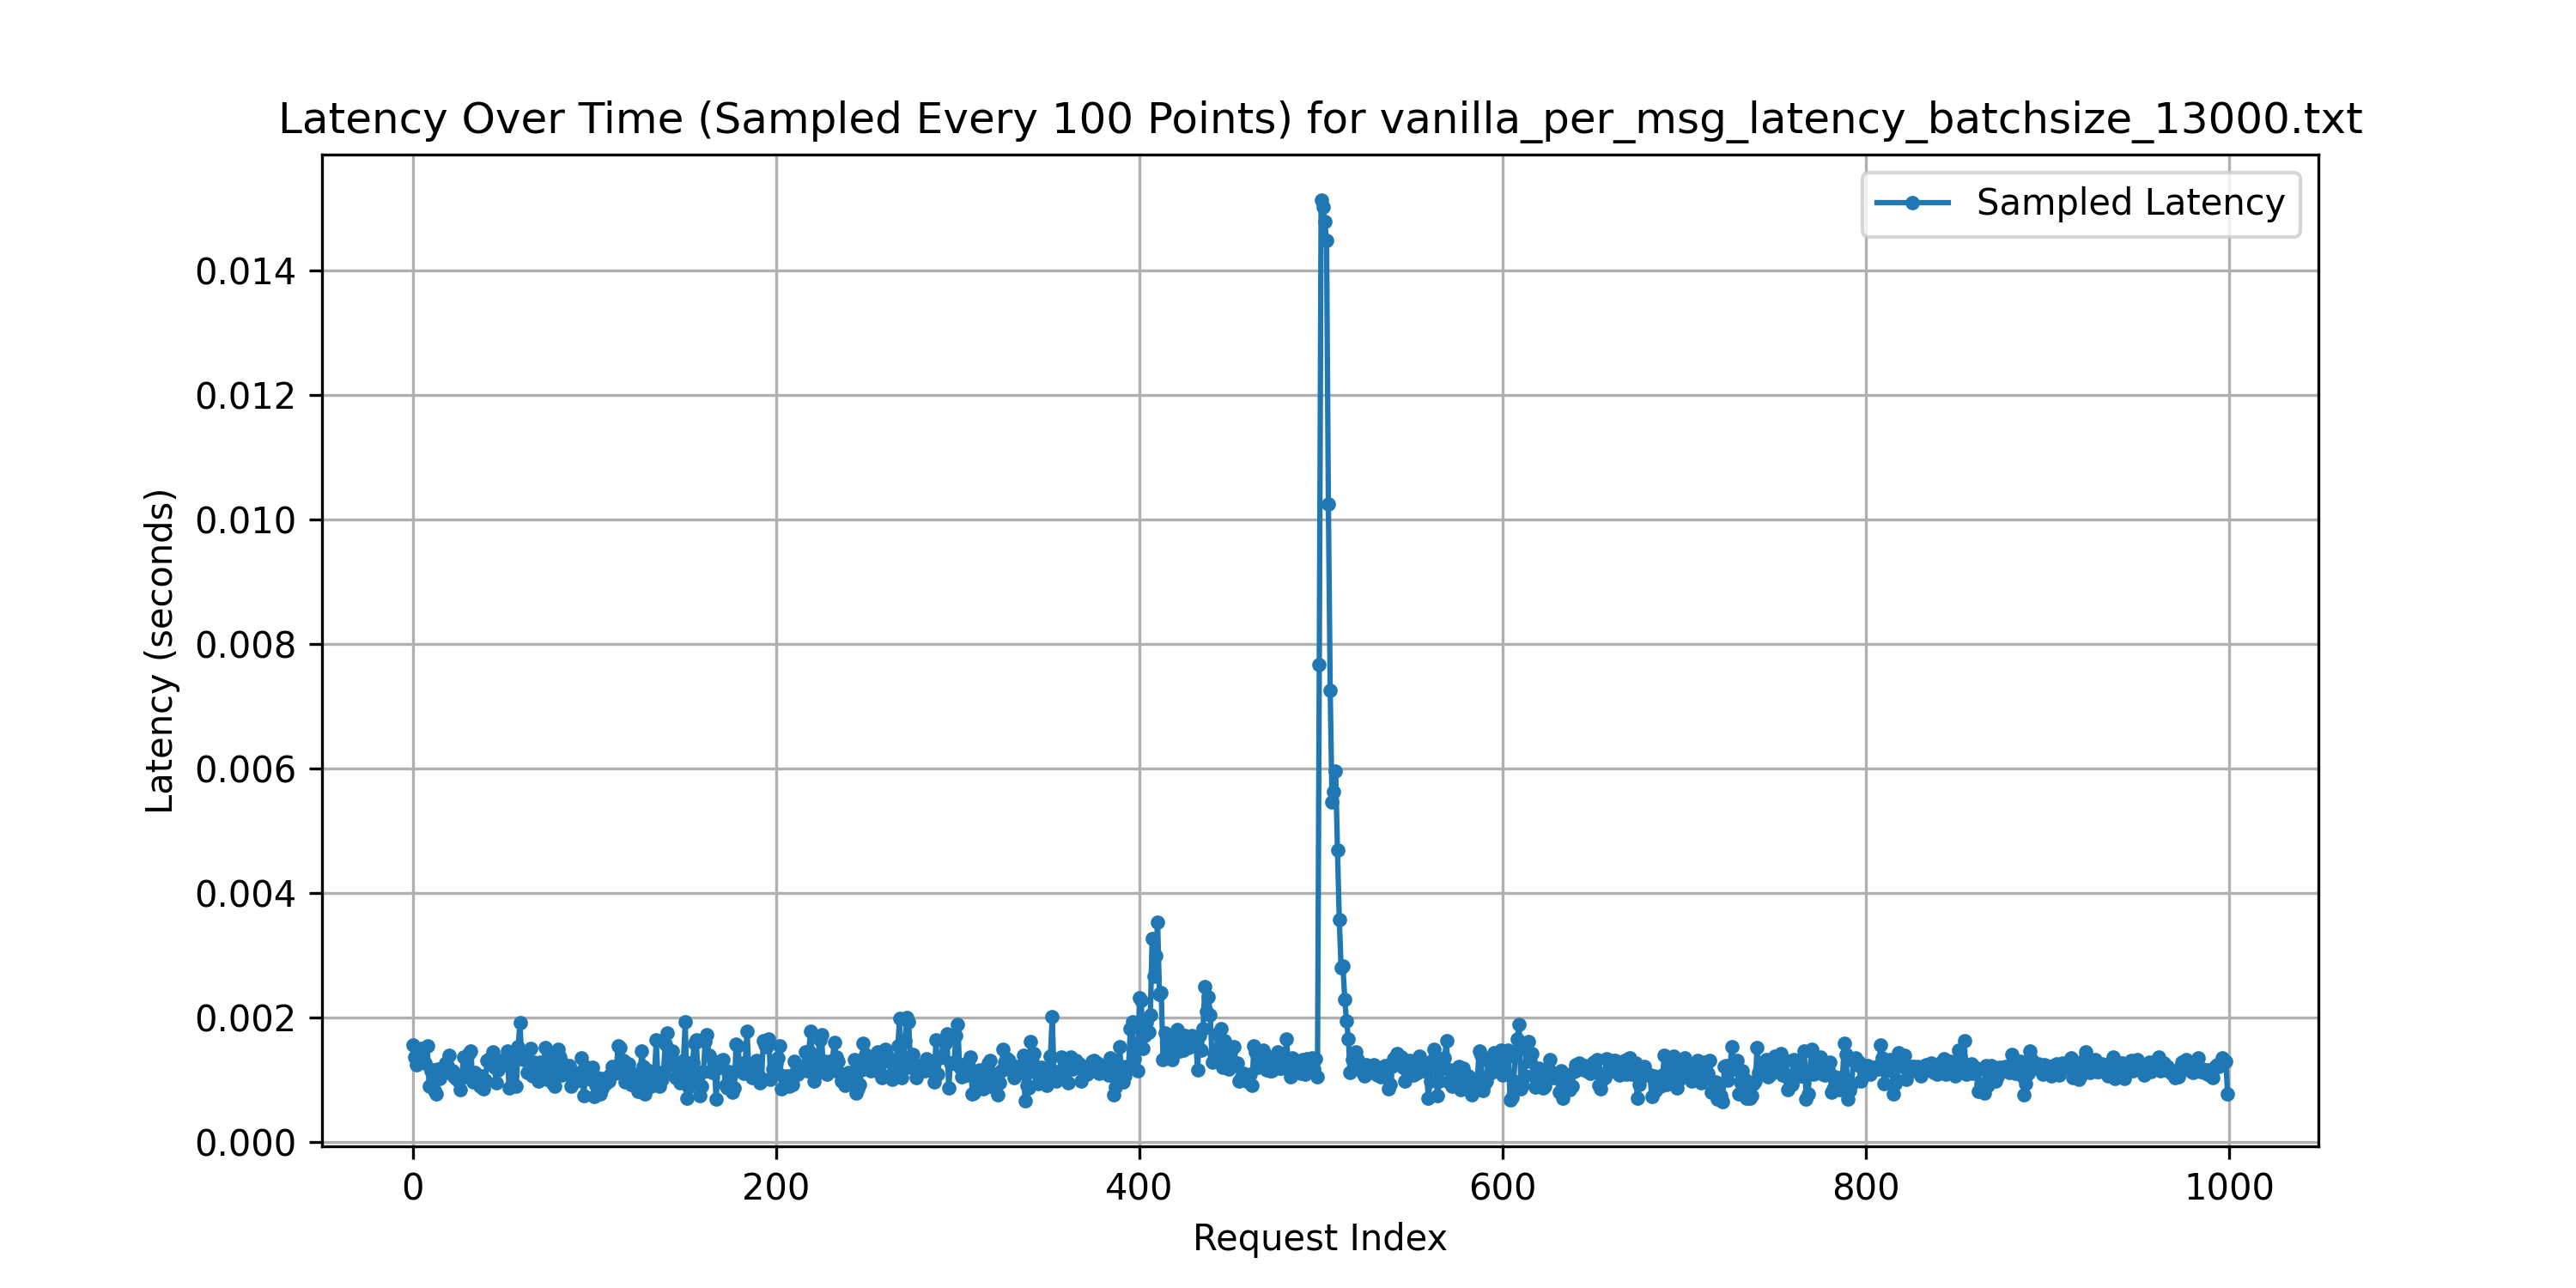 Latency Over Time (Sampled Every 100 Points) for vanilla_per_msg_latency_batchsize_13000.txt
Sampled Latency
0.014
0.012
0.010
0.008
0.006
0.004
0.002
0.000
Latency (seconds)
0 200 400 600 800 1000
Request Index